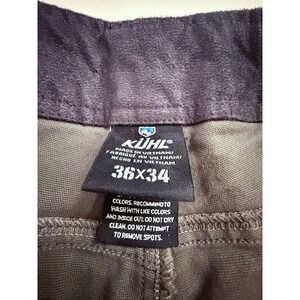 KÜHL®
MADE IN VIETNAM/
FABRIQUÉ AU VIETNAM/
HECHO EN VIETNAM
36X34
COLORS. RECOMMEND TO
WASH WITH LIKE COLORS
AND INSIDE OUT. DO NOT DRY
CLEAN. DO NOT ATTEMPT
TO REMOVE SPOTS.